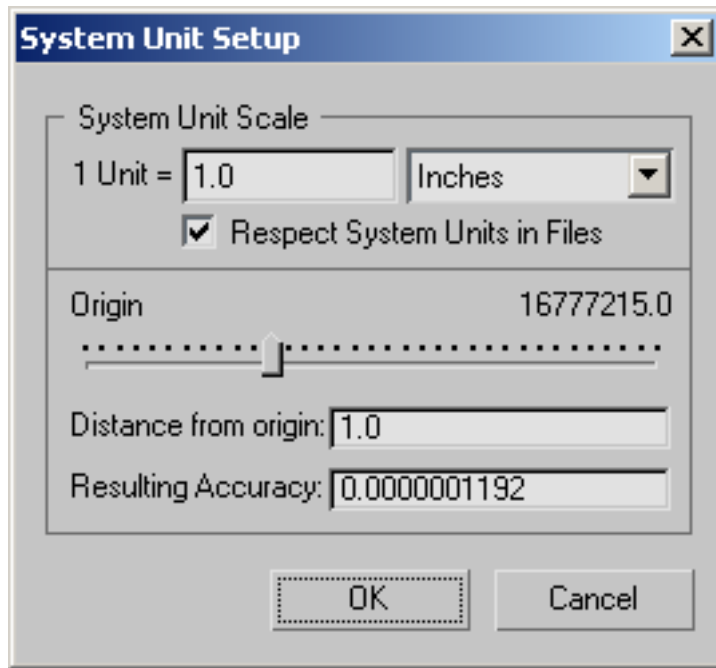 System Unit Setup
System Unit Scale
1 Unit = 1.0 Inches
Respect System Units in Files
Origin 16777215.0
Distance from origin: 1.0
Resulting Accuracy: 0.0000001192
OK Cancel